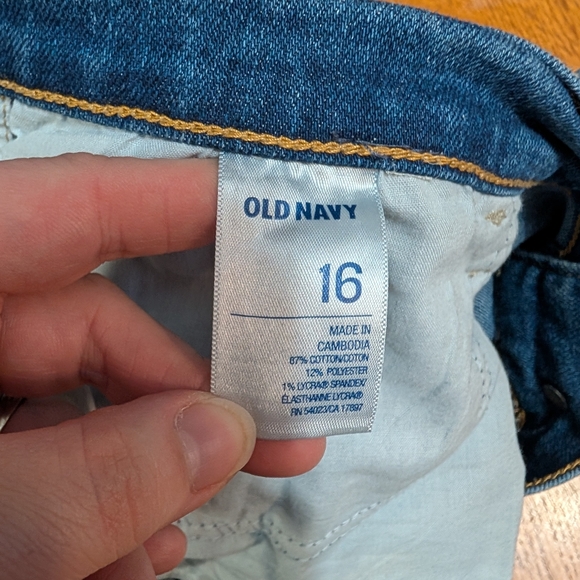 OLD NAVY
16
MADE IN
CAMBODIA
87% COTTON/COTON
12% POLYESTER
1% LYCRA® SPANDEX/
ÉLASTHANNE LYCRA®
RN 54023/CA 17897